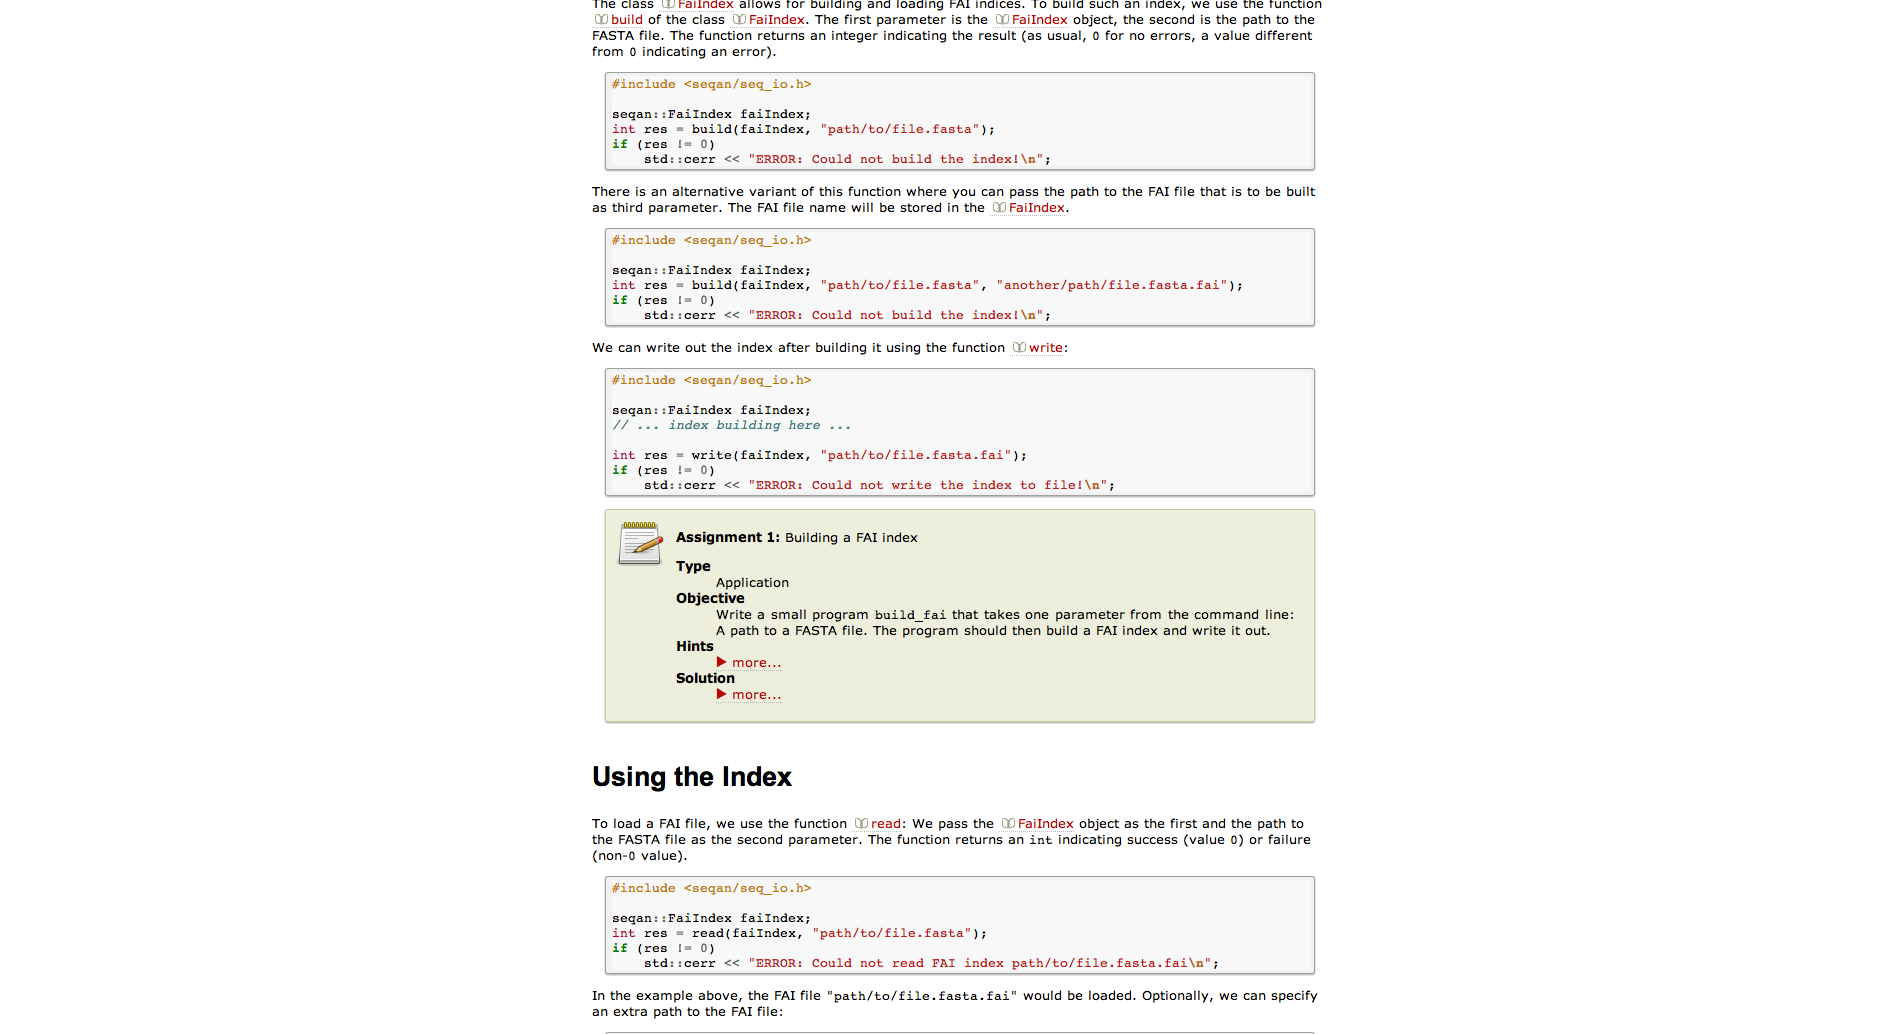 The class FaiIndex allows for building and loading FAI indices. To build such an index, we use the function
build of the class FaiIndex. The first parameter is the FaiIndex object, the second is the path to the
FASTA file. The function returns an integer indicating the result (as usual, 0 for no errors, a value different
from 0 indicating an error).
#include <seqan/seq_io.h>
seqan::FaiIndex faiIndex;
int res = build(faiIndex, "path/to/file.fasta");
if (res != 0)
    std::cerr << "ERROR: Could not build the index!\n";
There is an alternative variant of this function where you can pass the path to the FAI file that is to be built
as third parameter. The FAI file name will be stored in the FaiIndex.
#include <seqan/seq_io.h>
seqan::FaiIndex faiIndex;
int res = build(faiIndex, "path/to/file.fasta", "another/path/file.fasta.fai");
if (res != 0)
    std::cerr << "ERROR: Could not build the index!\n";
We can write out the index after building it using the function write:
#include <seqan/seq_io.h>
seqan::FaiIndex faiIndex;
// ... index building here ...
int res = write(faiIndex, "path/to/file.fasta.fai");
if (res != 0)
    std::cerr << "ERROR: Could not write the index to file!\n";
Assignment 1: Building a FAI index
Type
Application
Objective
Write a small program build_fai that takes one parameter from the command line:
A path to a FASTA file. The program should then build a FAI index and write it out.
Hints
more...
Solution
more...
Using the Index
To load a FAI file, we use the function read: We pass the FaiIndex object as the first and the path to
the FASTA file as the second parameter. The function returns an int indicating success (value 0) or failure
(non-0 value).
#include <seqan/seq_io.h>
seqan::FaiIndex faiIndex;
int res = read(faiIndex, "path/to/file.fasta");
if (res != 0)
    std::cerr << "ERROR: Could not read FAI index path/to/file.fasta.fai\n";
In the example above, the FAI file "path/to/file.fasta.fai" would be loaded. Optionally, we can specify
an extra path to the FAI file: